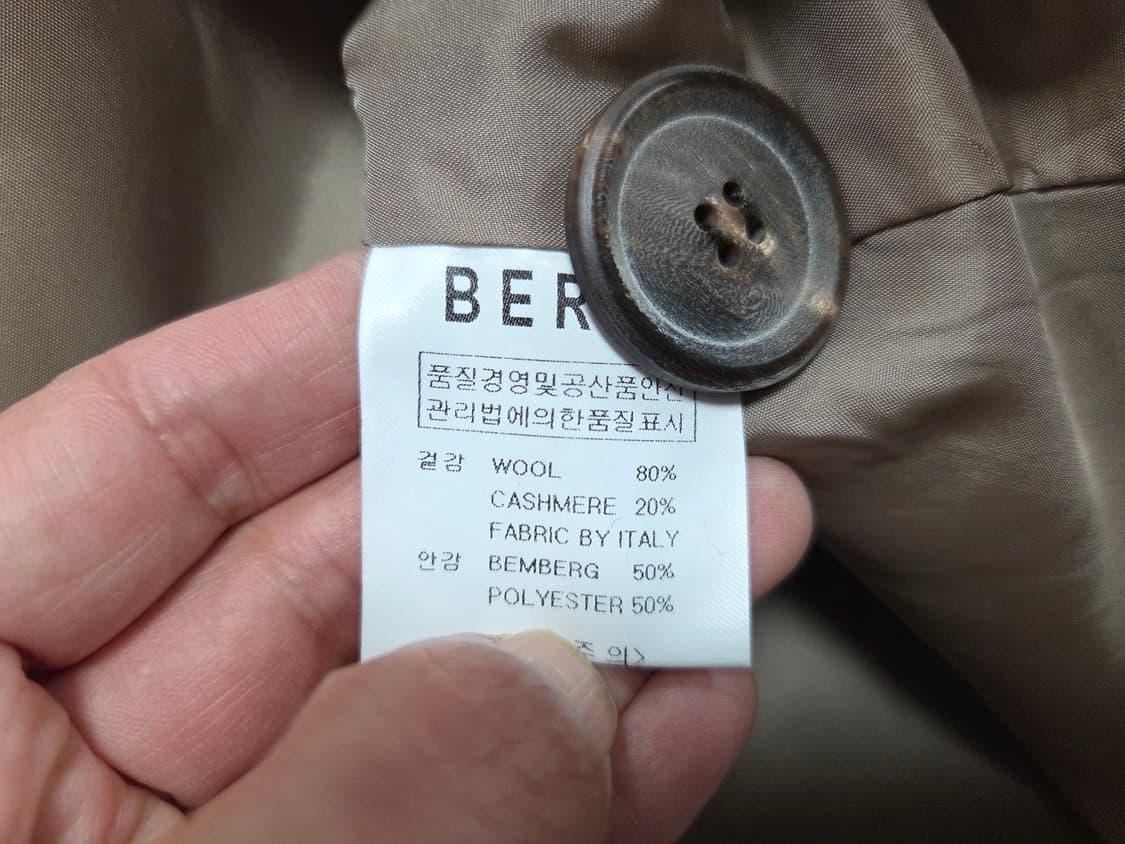 BER
품질경영및공산품안전
관리법에의한품질표시
겉감 WOOL 80%
CASHMERE 20%
FABRIC BY ITALY
안감 BEMBERG 50%
POLYESTER 50%
의>